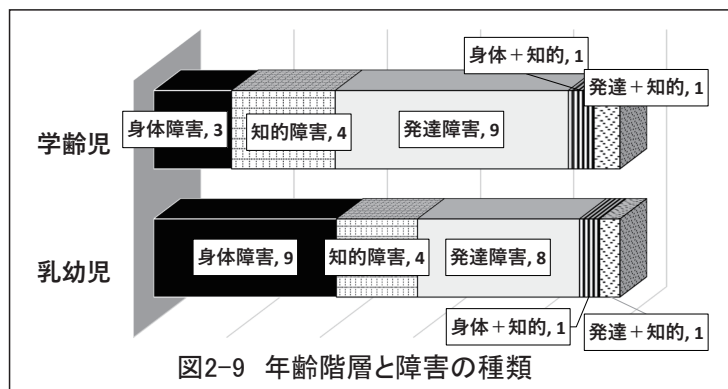 身体+知的, 1
発達+知的, 1
学齢児
身体障害, 3
知的障害, 4
発達障害, 9
乳幼児
身体障害, 9
知的障害, 4
発達障害, 8
身体+知的, 1
発達+知的, 1
図2-9 年齢階層と障害の種類